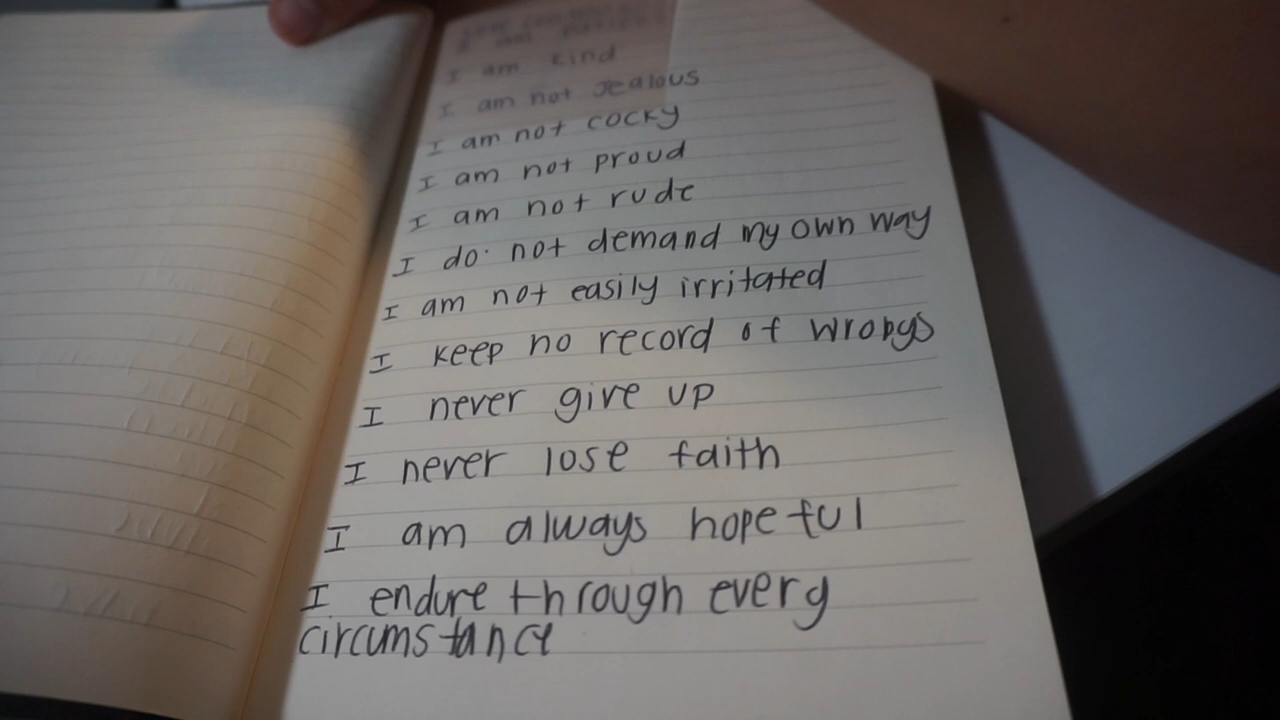 I am kind
I am not Jealous
I am not cocky
I am not proud
I am not rude
I do not demand my own way
I am not easily irritated
I keep no record of wrongs
I never give up
I never lose faith
I am always hopeful
I endure through every
circumstance